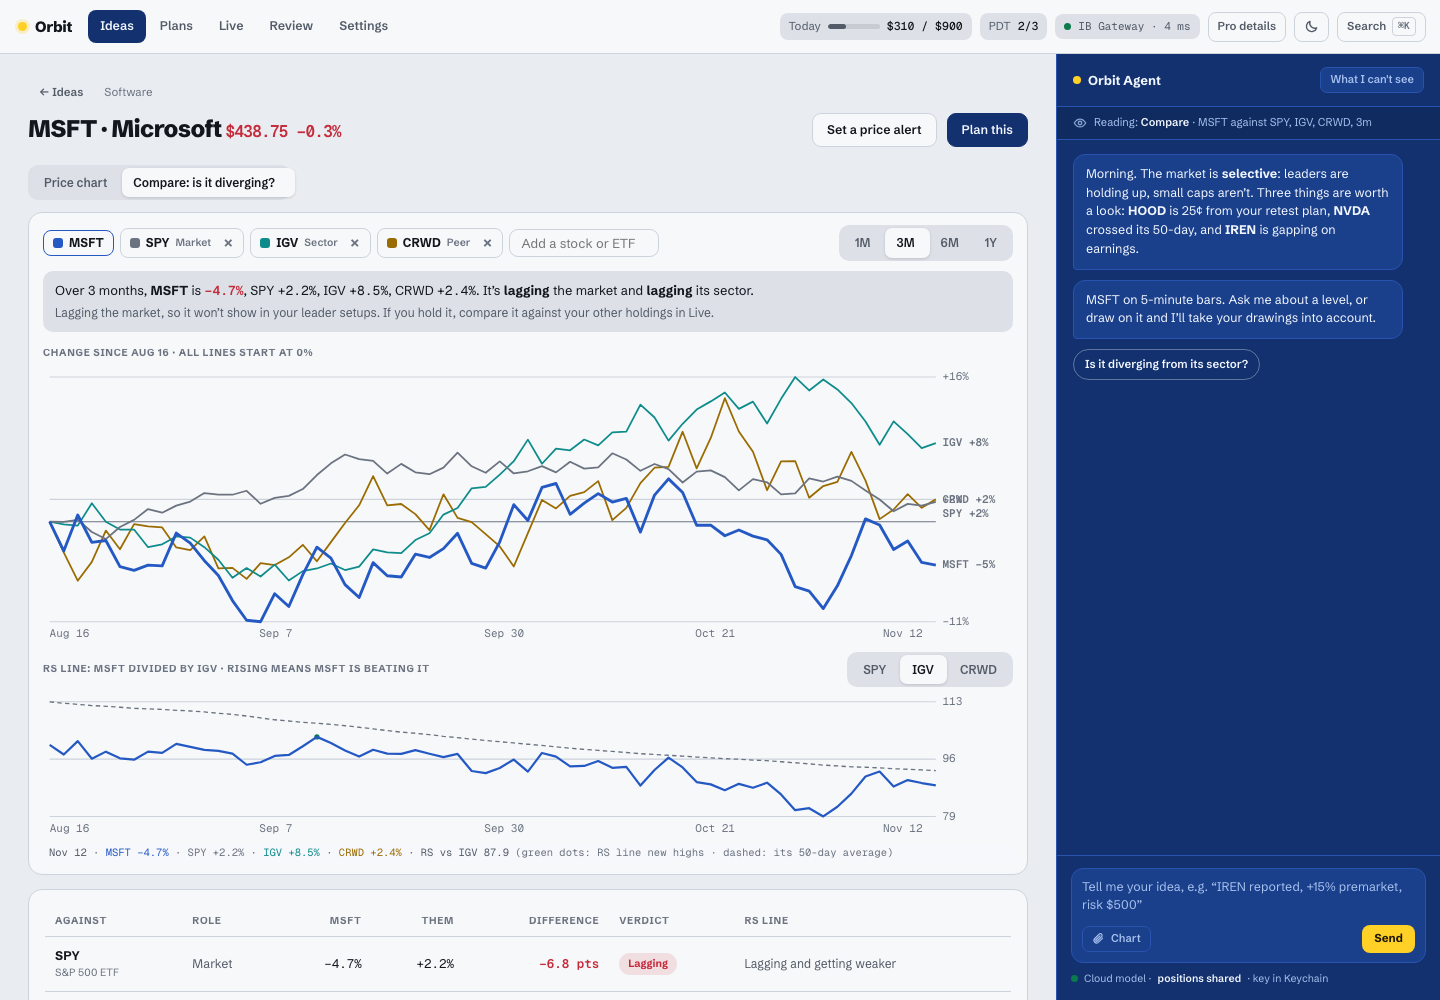 Orbit
Ideas
Plans
Live
Review
Settings
Today $310 / $900
PDT 2/3
IB Gateway · 4 ms
Pro details
Search ⌘K
← Ideas
Software
MSFT · Microsoft $438.75 −0.3%
Set a price alert
Plan this
Price chart
Compare: is it diverging?
MSFT
SPY Market ×
IGV Sector ×
CRWD Peer ×
Add a stock or ETF
1M
3M
6M
1Y
Over 3 months, MSFT is −4.7%, SPY +2.2%, IGV +8.5%, CRWD +2.4%. It’s lagging the market and lagging its sector.
Lagging the market, so it won’t show in your leader setups. If you hold it, compare it against your other holdings in Live.
CHANGE SINCE AUG 16 · ALL LINES START AT 0%
+16%
IGV +8%
CRWD +2%
SPY +2%
MSFT −5%
−11%
Aug 16
Sep 7
Sep 30
Oct 21
Nov 12
RS LINE: MSFT DIVIDED BY IGV · RISING MEANS MSFT IS BEATING IT
SPY
IGV
CRWD
113
96
79
Aug 16
Sep 7
Sep 30
Oct 21
Nov 12
Nov 12 · MSFT −4.7% · SPY +2.2% · IGV +8.5% · CRWD +2.4% · RS vs IGV 87.9 (green dots: RS line new highs · dashed: its 50-day average)
AGAINST ROLE MSFT THEM DIFFERENCE VERDICT RS LINE
SPY
S&P 500 ETF
Market −4.7% +2.2% −6.8 pts Lagging Lagging and getting weaker
Orbit Agent
What I can't see
Reading: Compare · MSFT against SPY, IGV, CRWD, 3m
Morning. The market is selective: leaders are
holding up, small caps aren’t. Three things are worth
a look: HOOD is 25¢ from your retest plan, NVDA
crossed its 50-day, and IREN is gapping on
earnings.
MSFT on 5-minute bars. Ask me about a level, or
draw on it and I’ll take your drawings into account.
Is it diverging from its sector?
Tell me your idea, e.g. “IREN reported, +15% premarket,
risk $500”
Chart
Send
Cloud model · positions shared · key in Keychain